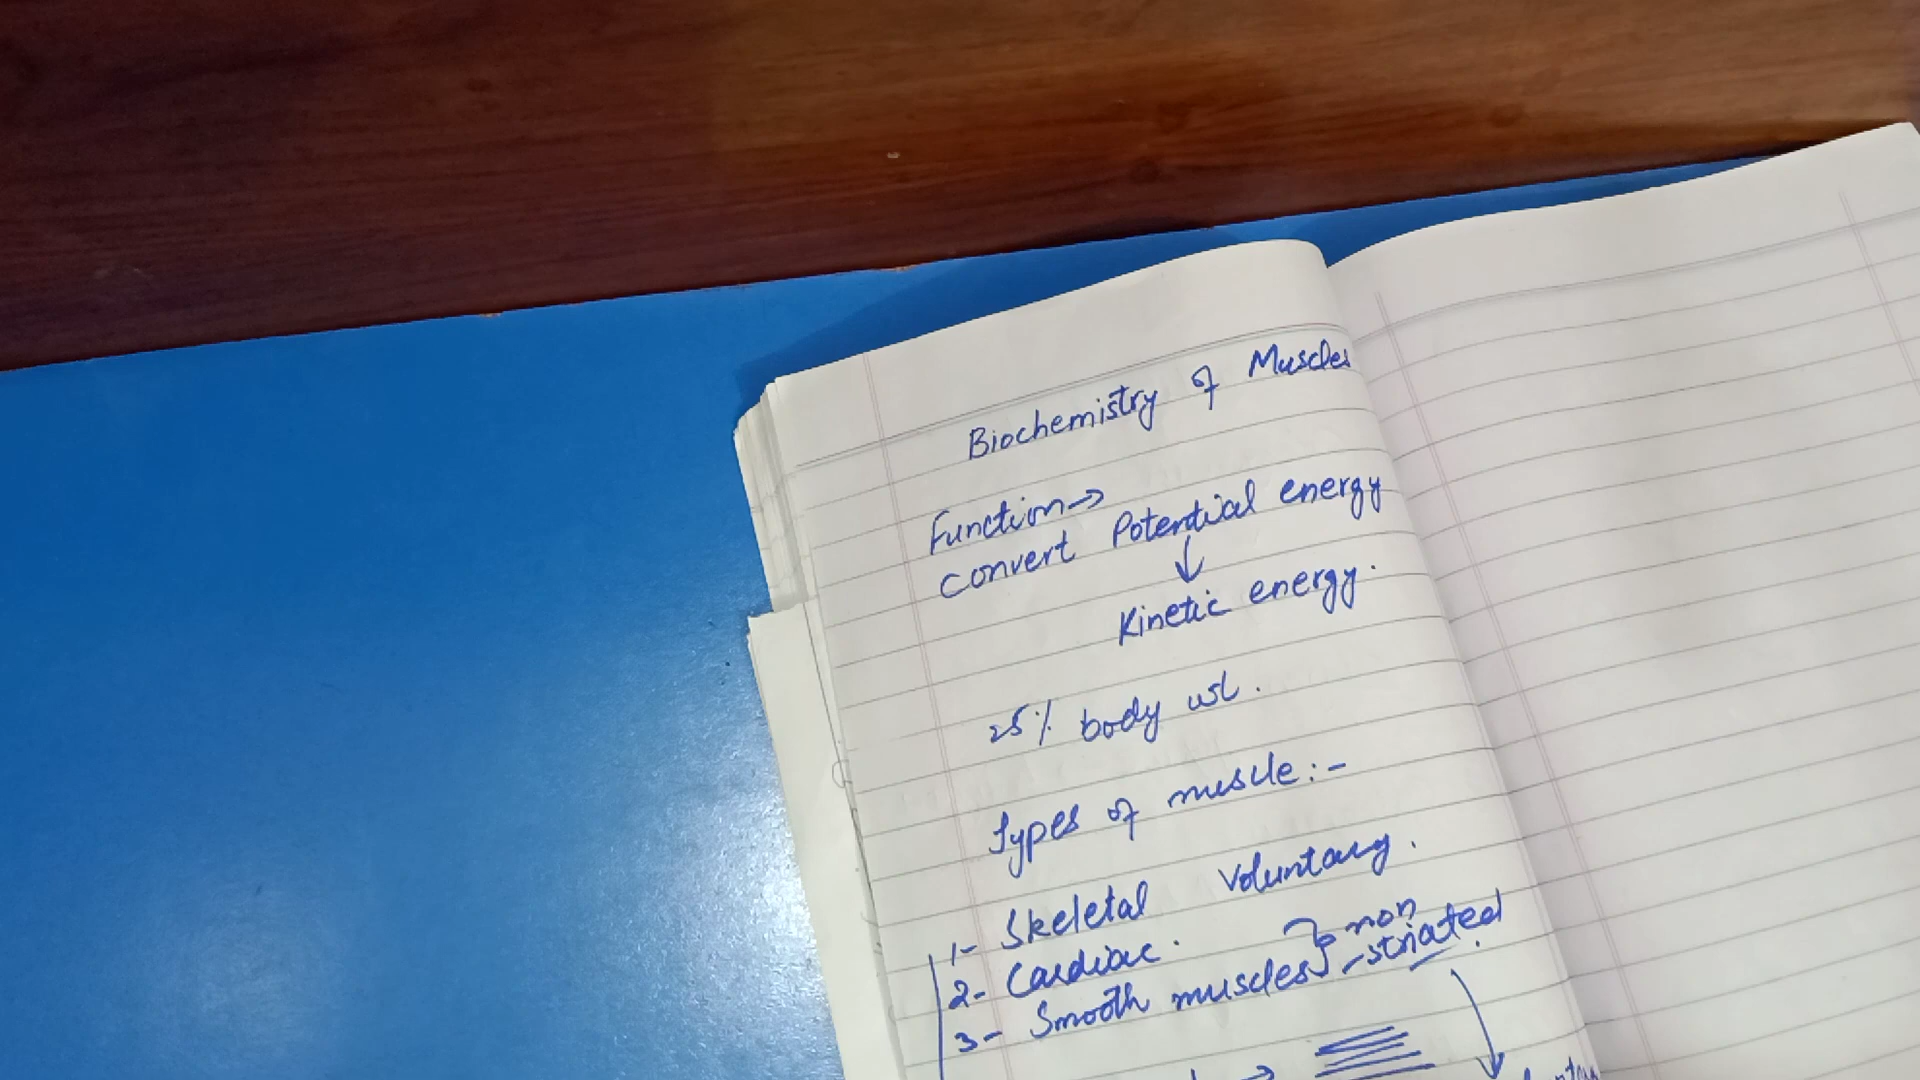 Biochemistry of Muscles
Function→
convert Potential energy
↓
Kinetic energy.
25% body wt.
Types of muscle:-
1- Skeletal Voluntary.
2- Cardiac. non
3- Smooth muscles -striated